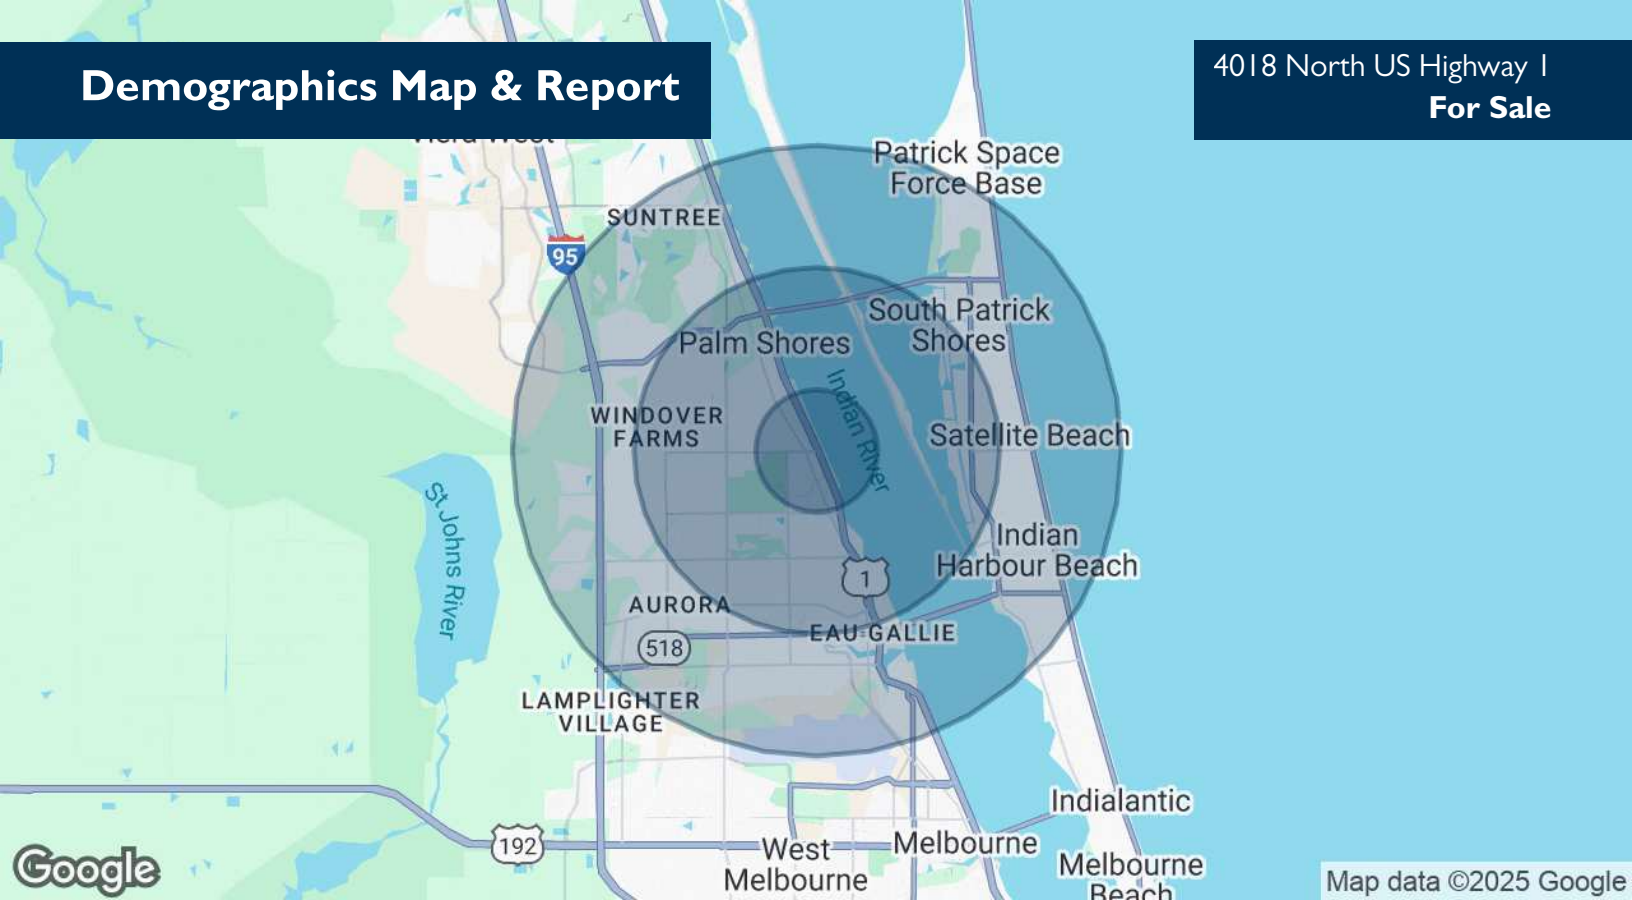 Demographics Map & Report
4018 North US Highway 1
For Sale
Viera West
Patrick Space
Force Base
SUNTREE
95
South Patrick
Shores
Palm Shores
Indian River
WINDOVER
FARMS
Satellite Beach
St Johns River
Indian
Harbour Beach
1
AURORA
EAU GALLIE
518
LAMPLIGHTER
VILLAGE
Indialantic
192
West
Melbourne
Melbourne
Melbourne
Beach
Google
Map data ©2025 Google